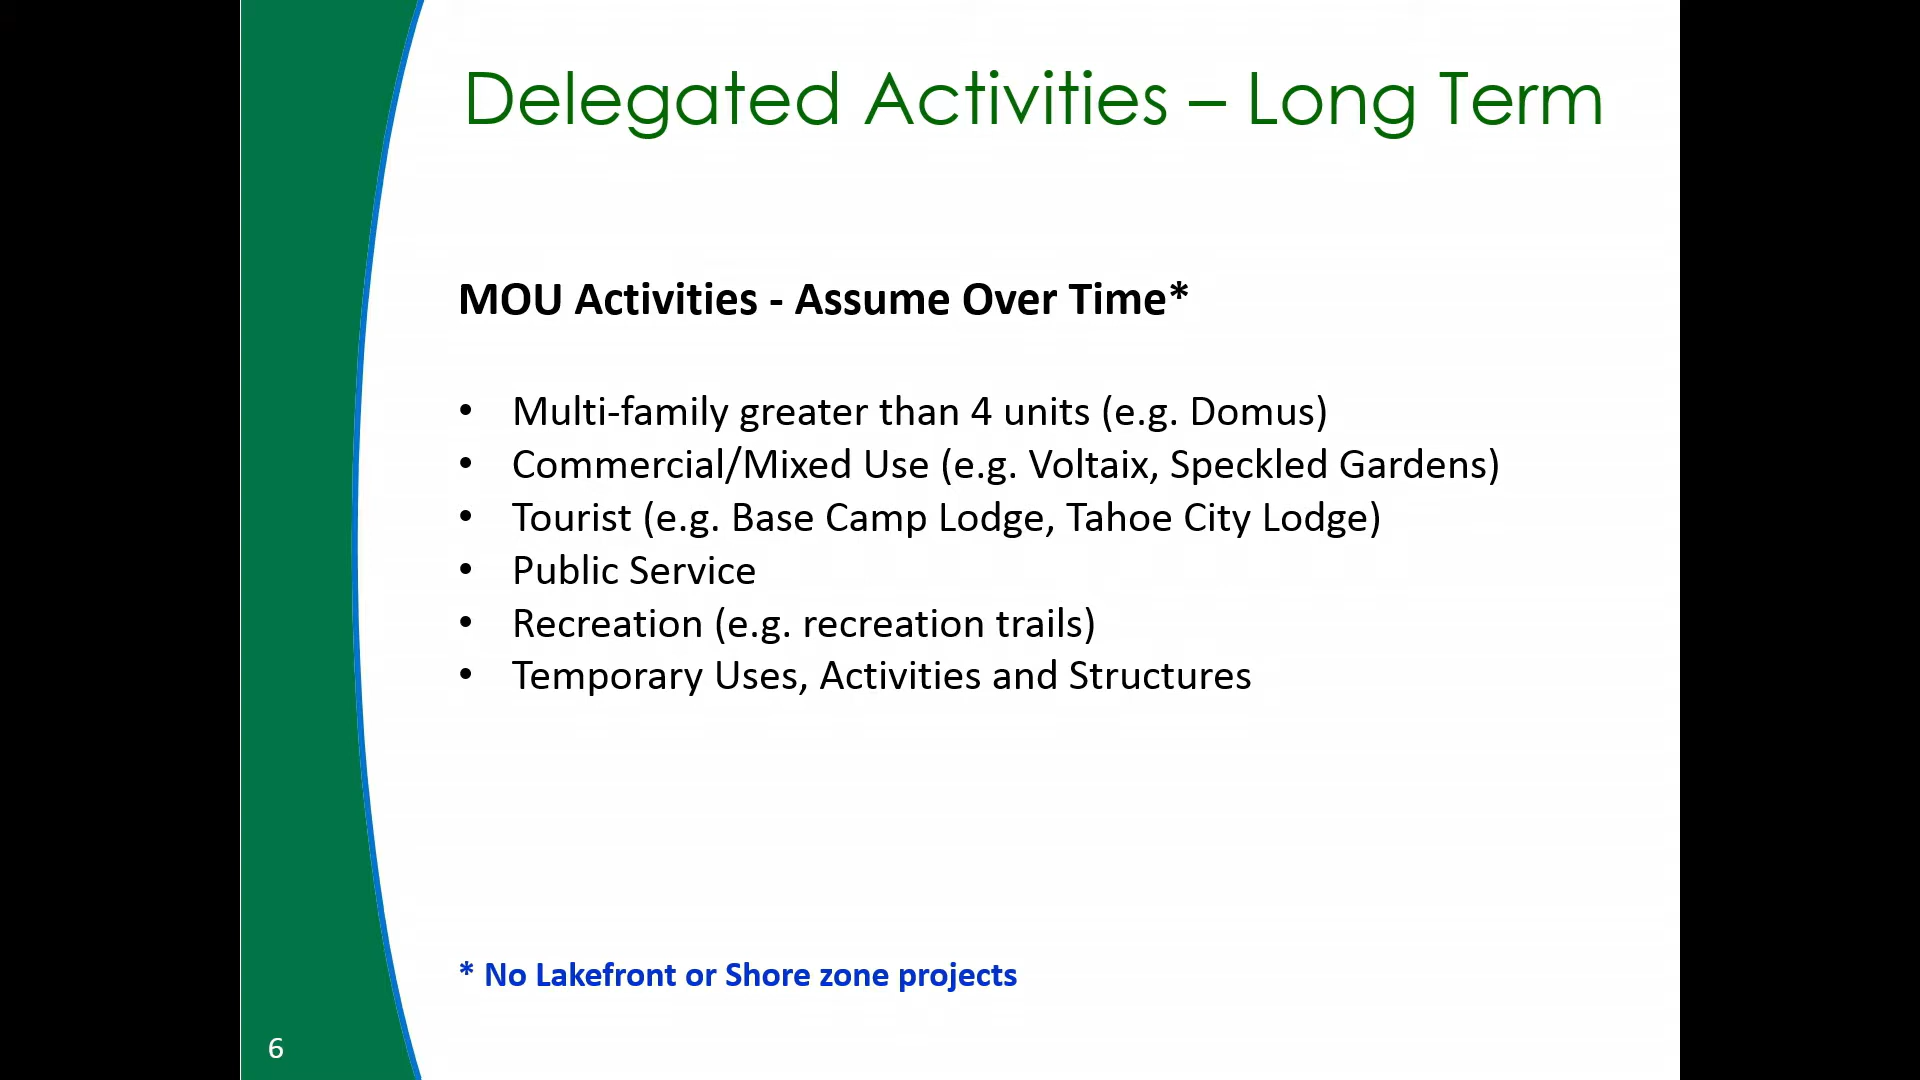 Delegated Activities – Long Term
MOU Activities - Assume Over Time*
• Multi-family greater than 4 units (e.g. Domus)
• Commercial/Mixed Use (e.g. Voltaix, Speckled Gardens)
• Tourist (e.g. Base Camp Lodge, Tahoe City Lodge)
• Public Service
• Recreation (e.g. recreation trails)
• Temporary Uses, Activities and Structures
* No Lakefront or Shore zone projects
6